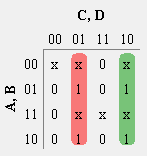 C, D
00 01 11 10
A, B
00 x x 0 x
01 0 1 0 1
11 0 x x x
10 0 1 0 1